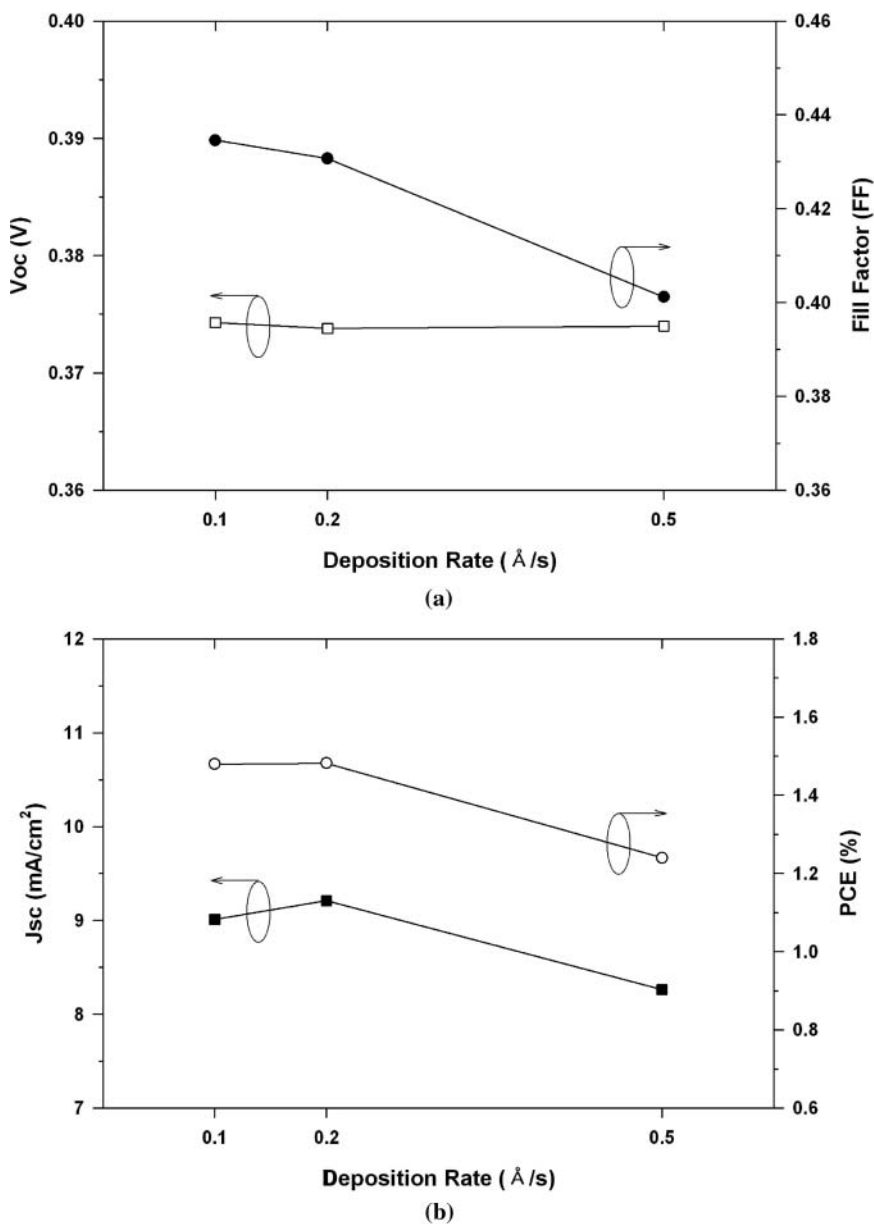 0.40
0.39
0.38
0.37
0.36
Voc (V)
0.46
0.44
0.42
0.40
0.38
0.36
Fill Factor (FF)
0.1 0.2 0.5
Deposition Rate ( Å/s)
(a)
12
11
10
9
8
7
Jsc (mA/cm²)
1.8
1.6
1.4
1.2
1.0
0.8
0.6
PCE (%)
0.1 0.2 0.5
Deposition Rate ( Å/s)
(b)